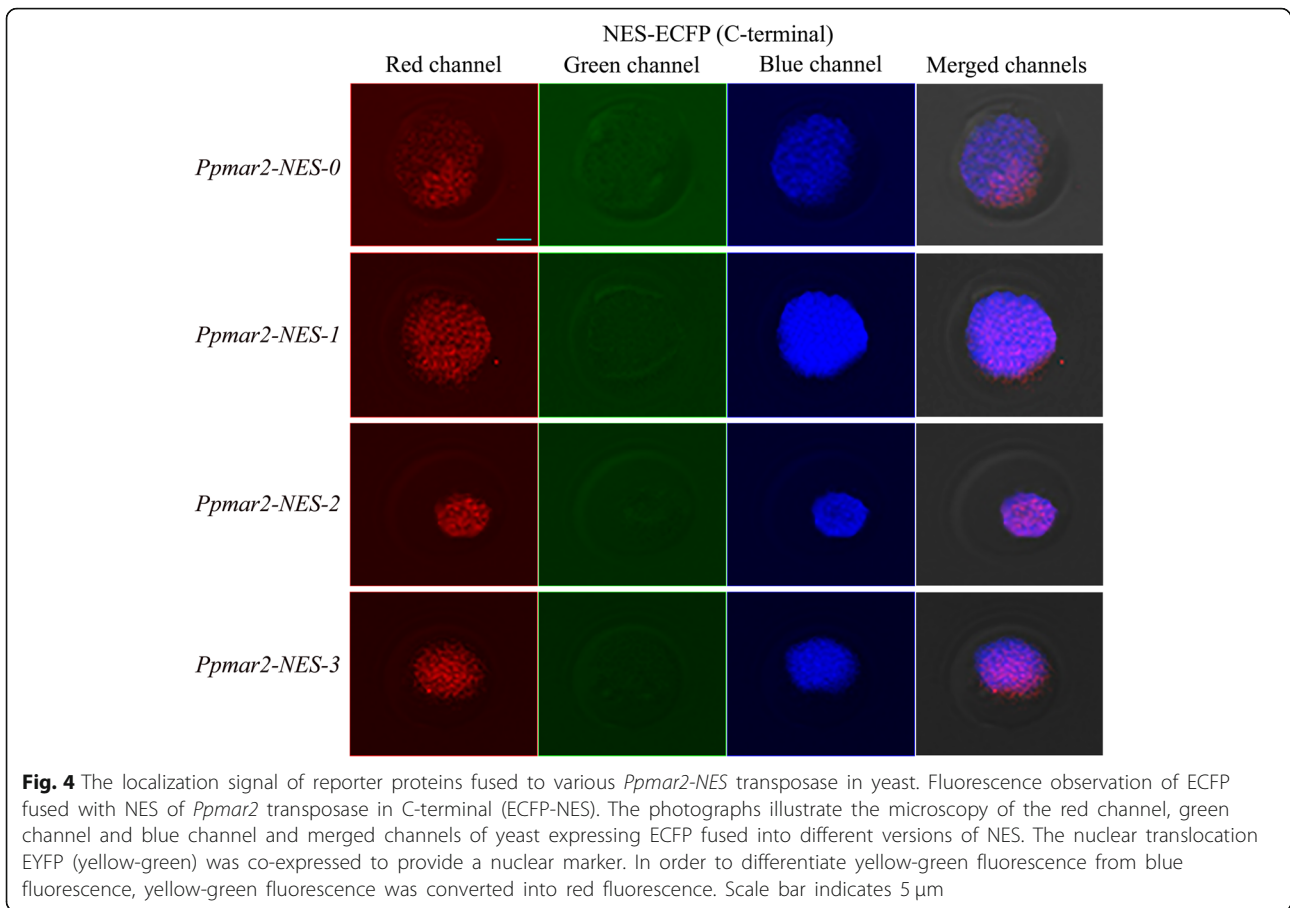 NES-ECFP (C-terminal)
Red channel Green channel Blue channel Merged channels
Ppmar2-NES-0
Ppmar2-NES-1
Ppmar2-NES-2
Ppmar2-NES-3
Fig. 4 The localization signal of reporter proteins fused to various Ppmar2-NES transposase in yeast. Fluorescence observation of ECFP
fused with NES of Ppmar2 transposase in C-terminal (ECFP-NES). The photographs illustrate the microscopy of the red channel, green
channel and blue channel and merged channels of yeast expressing ECFP fused into different versions of NES. The nuclear translocation
EYFP (yellow-green) was co-expressed to provide a nuclear marker. In order to differentiate yellow-green fluorescence from blue
fluorescence, yellow-green fluorescence was converted into red fluorescence. Scale bar indicates 5 μm